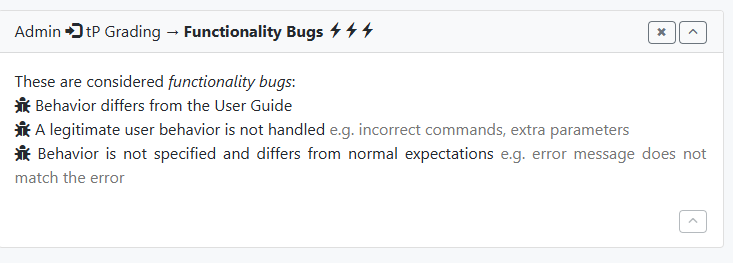 Admin tP Grading → Functionality Bugs
These are considered functionality bugs:
Behavior differs from the User Guide
A legitimate user behavior is not handled e.g. incorrect commands, extra parameters
Behavior is not specified and differs from normal expectations e.g. error message does not
match the error